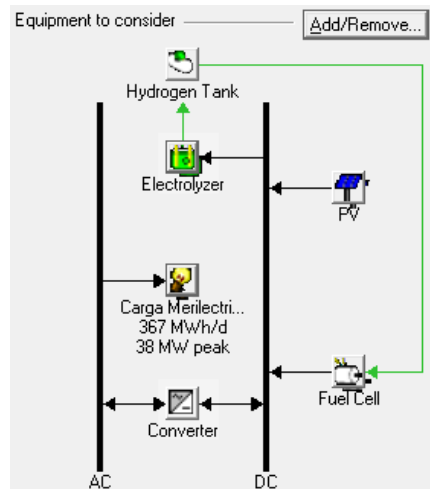 Equipment to consider
Add/Remove...
Hydrogen Tank
Electrolyzer
PV
Carga Merilectri...
367 MWh/d
38 MW peak
Fuel Cell
Converter
AC
DC